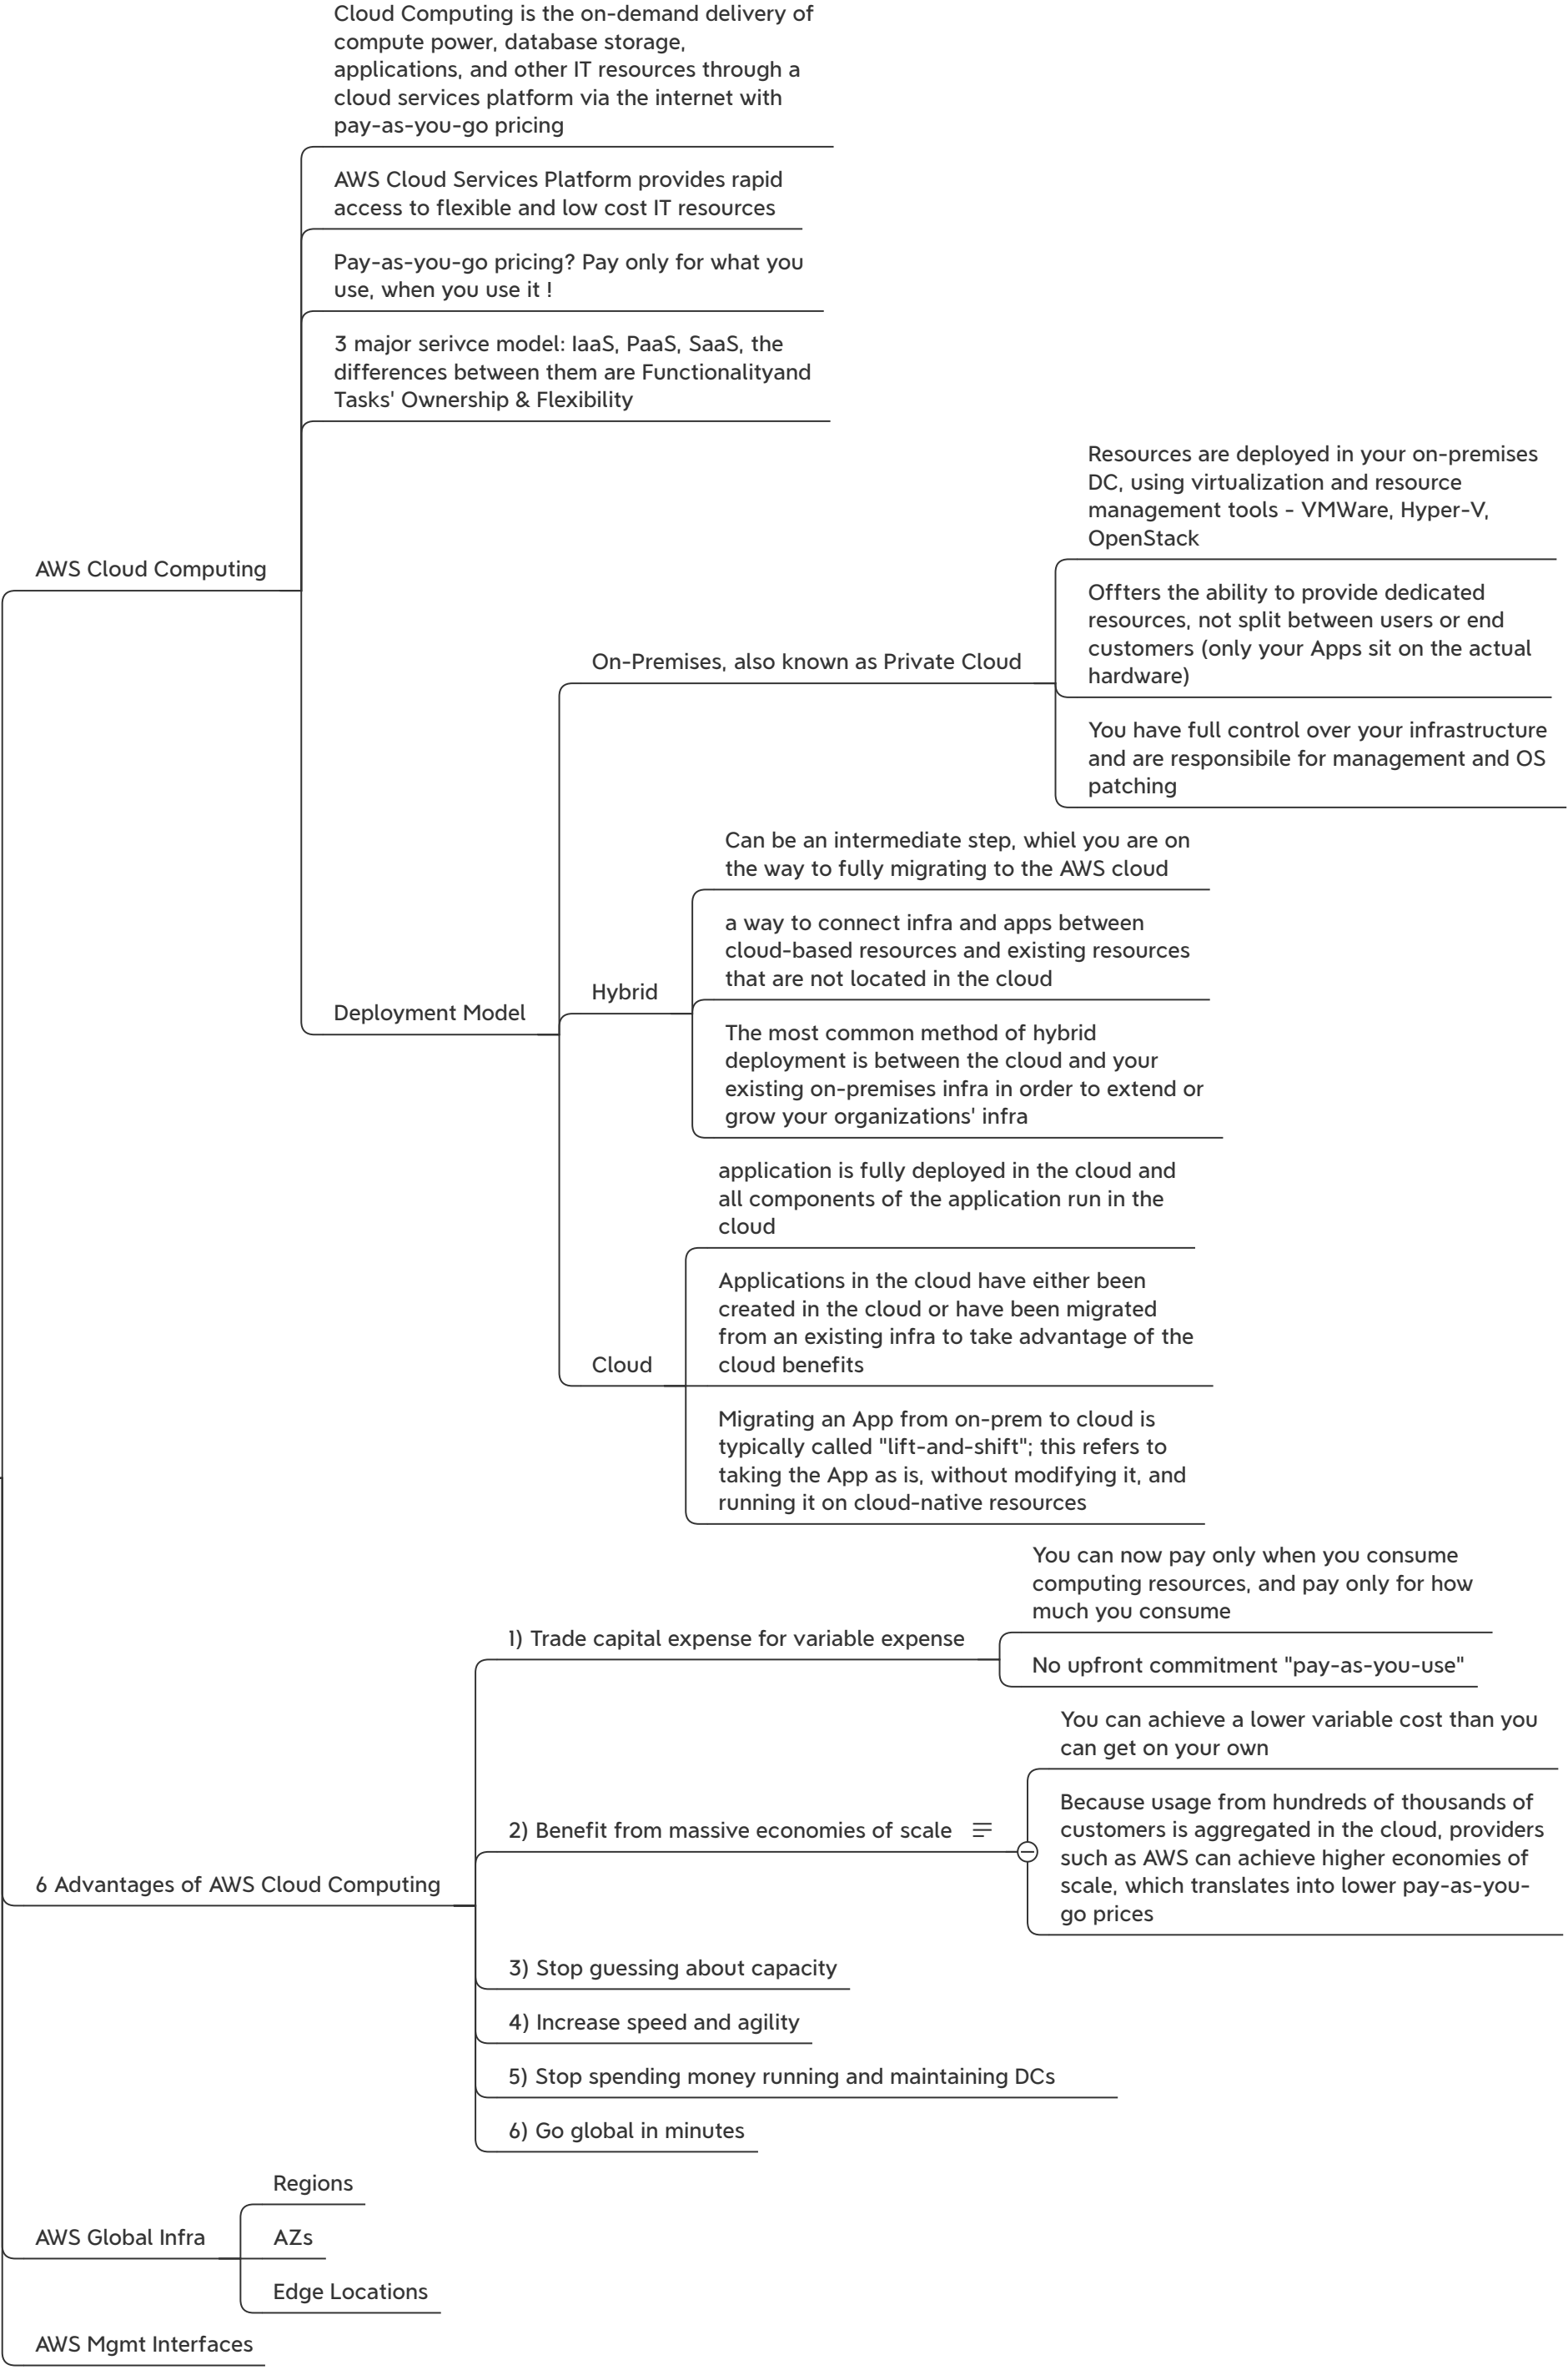 Cloud Computing is the on-demand delivery of
compute power, database storage,
applications, and other IT resources through a
cloud services platform via the internet with
pay-as-you-go pricing
AWS Cloud Services Platform provides rapid
access to flexible and low cost IT resources
Pay-as-you-go pricing? Pay only for what you
use, when you use it !
3 major serivce model: IaaS, PaaS, SaaS, the
differences between them are Functionalityand
Tasks' Ownership & Flexibility
AWS Cloud Computing
Resources are deployed in your on-premises
DC, using virtualization and resource
management tools - VMWare, Hyper-V,
OpenStack
Offters the ability to provide dedicated
resources, not split between users or end
customers (only your Apps sit on the actual
hardware)
On-Premises, also known as Private Cloud
You have full control over your infrastructure
and are responsibile for management and OS
patching
Can be an intermediate step, whiel you are on
the way to fully migrating to the AWS cloud
a way to connect infra and apps between
cloud-based resources and existing resources
that are not located in the cloud
Hybrid
Deployment Model
The most common method of hybrid
deployment is between the cloud and your
existing on-premises infra in order to extend or
grow your organizations' infra
application is fully deployed in the cloud and
all components of the application run in the
cloud
Applications in the cloud have either been
created in the cloud or have been migrated
from an existing infra to take advantage of the
cloud benefits
Cloud
Migrating an App from on-prem to cloud is
typically called "lift-and-shift"; this refers to
taking the App as is, without modifying it, and
running it on cloud-native resources
You can now pay only when you consume
computing resources, and pay only for how
much you consume
1) Trade capital expense for variable expense
No upfront commitment "pay-as-you-use"
You can achieve a lower variable cost than you
can get on your own
2) Benefit from massive economies of scale
Because usage from hundreds of thousands of
customers is aggregated in the cloud, providers
such as AWS can achieve higher economies of
scale, which translates into lower pay-as-you-
go prices
6 Advantages of AWS Cloud Computing
3) Stop guessing about capacity
4) Increase speed and agility
5) Stop spending money running and maintaining DCs
6) Go global in minutes
Regions
AWS Global Infra
AZs
Edge Locations
AWS Mgmt Interfaces